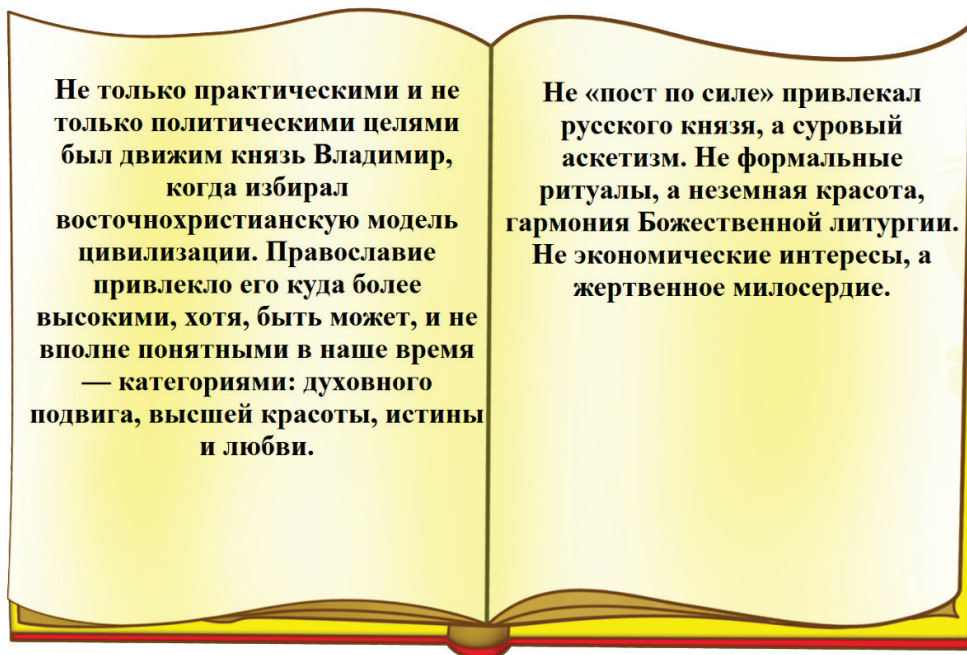 Не только практическими и не
только политическими целями
был движим князь Владимир,
когда избирал
восточнохристианскую модель
цивилизации. Православие
привлекло его куда более
высокими, хотя, быть может, и не
вполне понятными в наше время
— категориями: духовного
подвига, высшей красоты, истины
и любви.
Не «пост по силе» привлекал
русского князя, а суровый
аскетизм. Не формальные
ритуалы, а неземная красота,
гармония Божественной литургии.
Не экономические интересы, а
жертвенное милосердие.